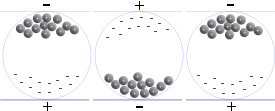 − + −
+ − +